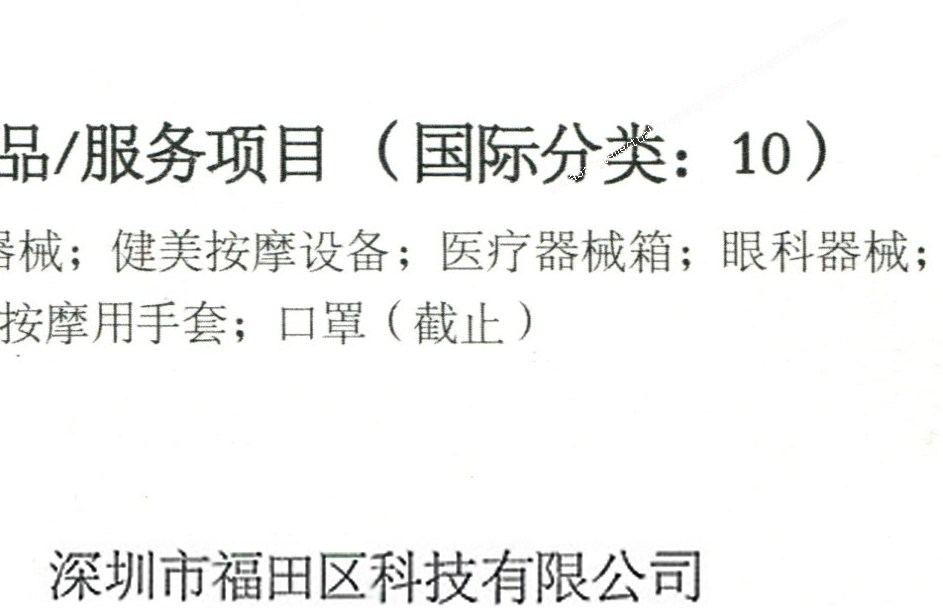 品/服务项目（国际分类：10）
器械；健美按摩设备；医疗器械箱；眼科器械；
按摩用手套；口罩（截止）
深圳市福田区科技有限公司